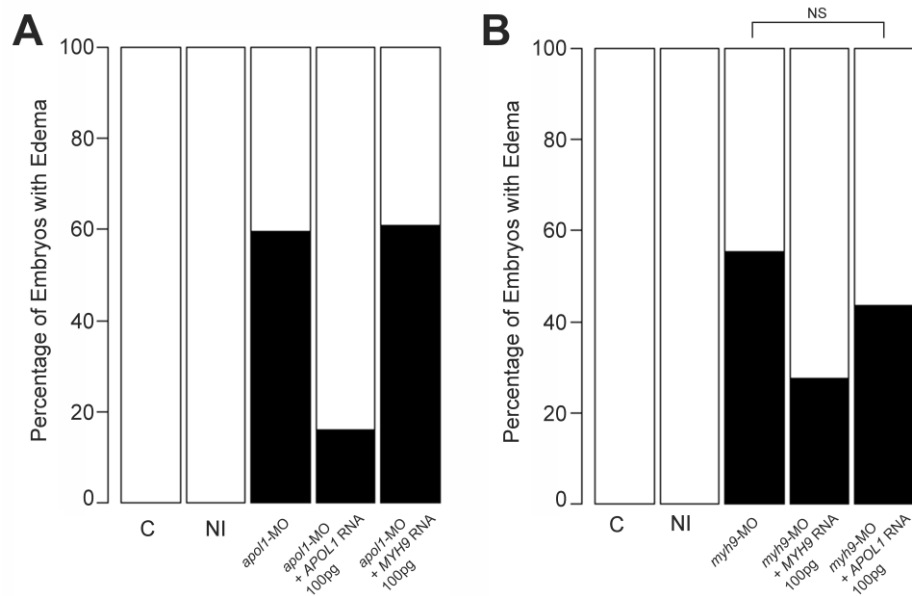 A
Percentage of Embryos with Edema
100
80
60
40
20
0
C
NI
apol1-MO
apol1-MO
+ APOL1 RNA
100pg
apol1-MO
+ MYH9 RNA
100pg
B
NS
Percentage of Embryos with Edema
100
80
60
40
20
0
C
NI
myh9-MO
myh9-MO
+ MYH9 RNA
100pg
myh9-MO
+ APOL1 RNA
100pg